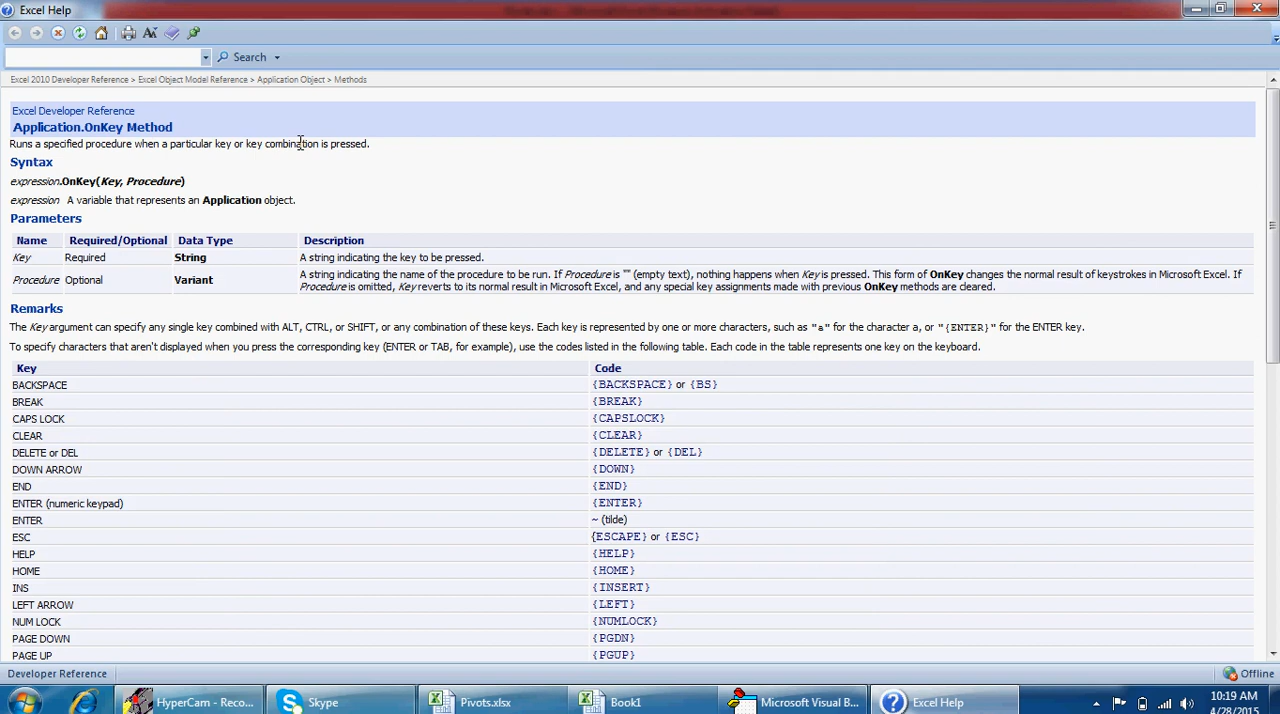 Excel Help
Search
Excel 2010 Developer Reference > Excel Object Model Reference > Application Object > Methods
Excel Developer Reference
Application.OnKey Method
Runs a specified procedure when a particular key or key combination is pressed.
Syntax
expression.OnKey(Key, Procedure)
expression A variable that represents an Application object.
Parameters
Name Required/Optional Data Type Description
Key Required String A string indicating the key to be pressed.
Procedure Optional Variant A string indicating the name of the procedure to be run. If Procedure is "" (empty text), nothing happens when Key is pressed. This form of OnKey changes the normal result of keystrokes in Microsoft Excel. If
Procedure is omitted, Key reverts to its normal result in Microsoft Excel, and any special key assignments made with previous OnKey methods are cleared.
Remarks
The Key argument can specify any single key combined with ALT, CTRL, or SHIFT, or any combination of these keys. Each key is represented by one or more characters, such as "a" for the character a, or "{ENTER}" for the ENTER key.
To specify characters that aren't displayed when you press the corresponding key (ENTER or TAB, for example), use the codes listed in the following table. Each code in the table represents one key on the keyboard.
Key Code
BACKSPACE {BACKSPACE} or {BS}
BREAK {BREAK}
CAPS LOCK {CAPSLOCK}
CLEAR {CLEAR}
DELETE or DEL {DELETE} or {DEL}
DOWN ARROW {DOWN}
END {END}
ENTER (numeric keypad) {ENTER}
ENTER ~ (tilde)
ESC {ESCAPE} or {ESC}
HELP {HELP}
HOME {HOME}
INS {INSERT}
LEFT ARROW {LEFT}
NUM LOCK {NUMLOCK}
PAGE DOWN {PGDN}
PAGE UP {PGUP}
Developer Reference Offline
HyperCam - Reco... Skype Pivots.xlsx Book1 Microsoft Visual B... Excel Help 10:19 AM
4/28/2015